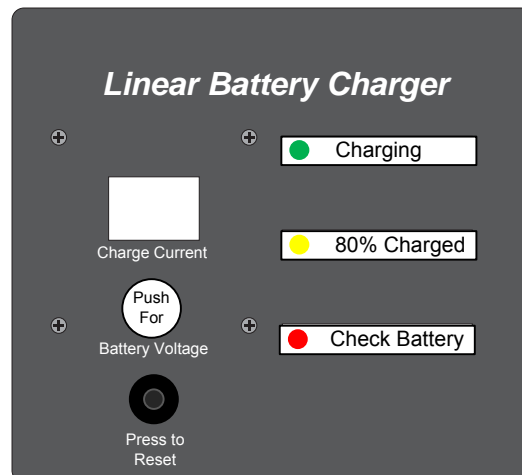 Linear Battery Charger
Charging
Charge Current
80% Charged
Push
For
Battery Voltage
Check Battery
Press to
Reset